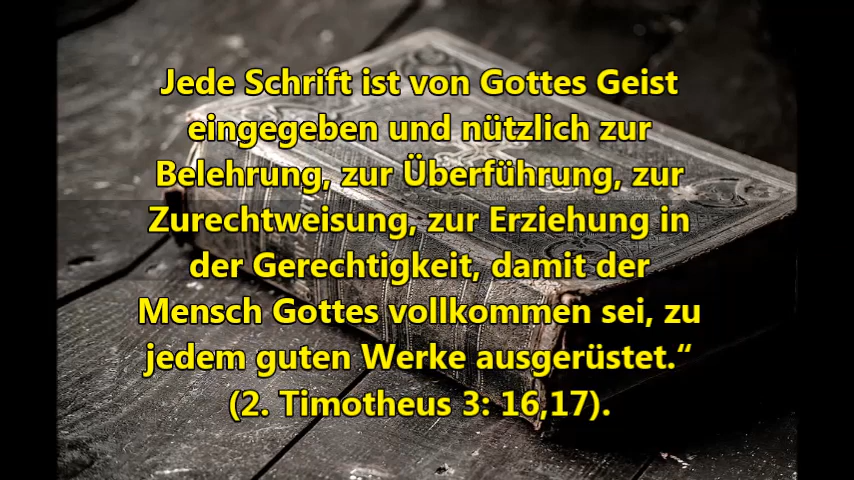 Jede Schrift ist von Gottes Geist
eingegeben und nützlich zur
Belehrung, zur Überführung, zur
Zurechtweisung, zur Erziehung in
der Gerechtigkeit, damit der
Mensch Gottes vollkommen sei, zu
jedem guten Werke ausgerüstet.“
(2. Timotheus 3: 16,17).